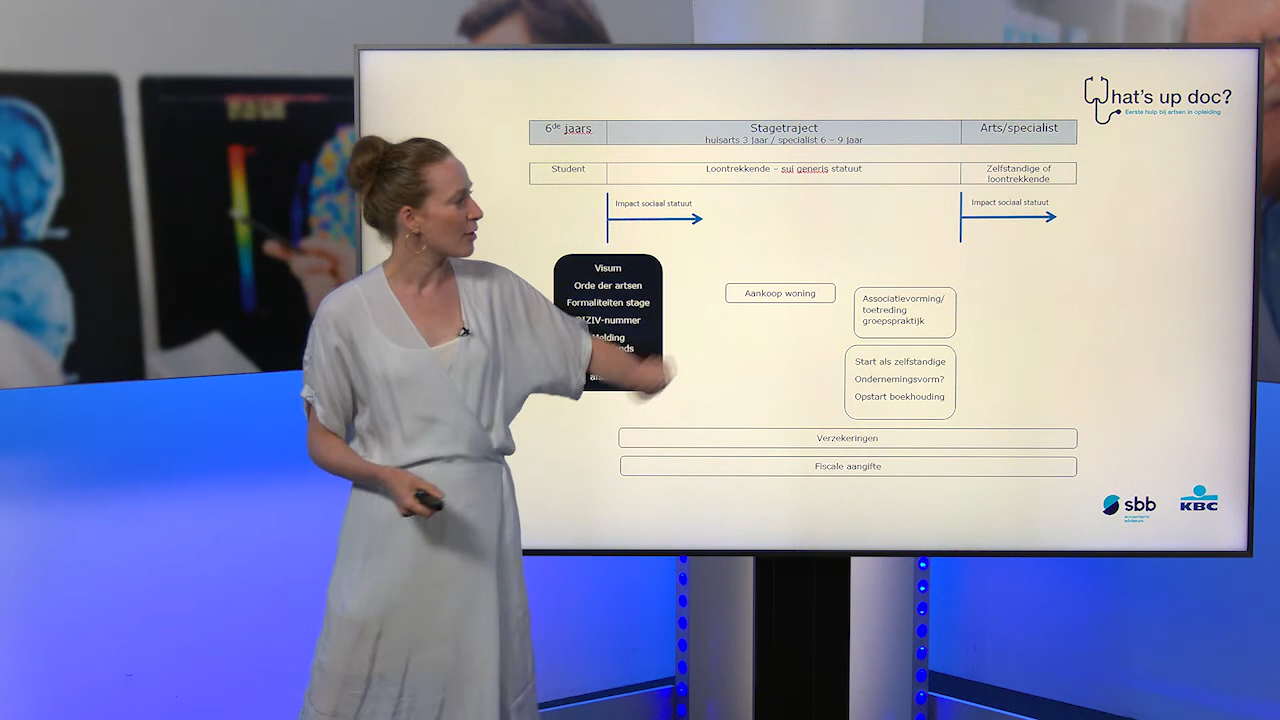 What's up doc?
Eerste hulp bij artsen in opleiding
6de jaars
Stagetraject
huisarts 3 jaar / specialist 6 – 9 jaar
Arts/specialist
Student
Loontrekkende – sui generis statuut
Zelfstandige of
loontrekkende
Impact sociaal statuut
Impact sociaal statuut
Visum
Orde der artsen
Formaliteiten stage
Aankoop woning
Associatievorming/
toetreding
groepspraktijk
Start als zelfstandige
Ondernemingsvorm?
Opstart boekhouding
Verzekeringen
Fiscale aangifte
sbb
accountants
adviseurs
KBC